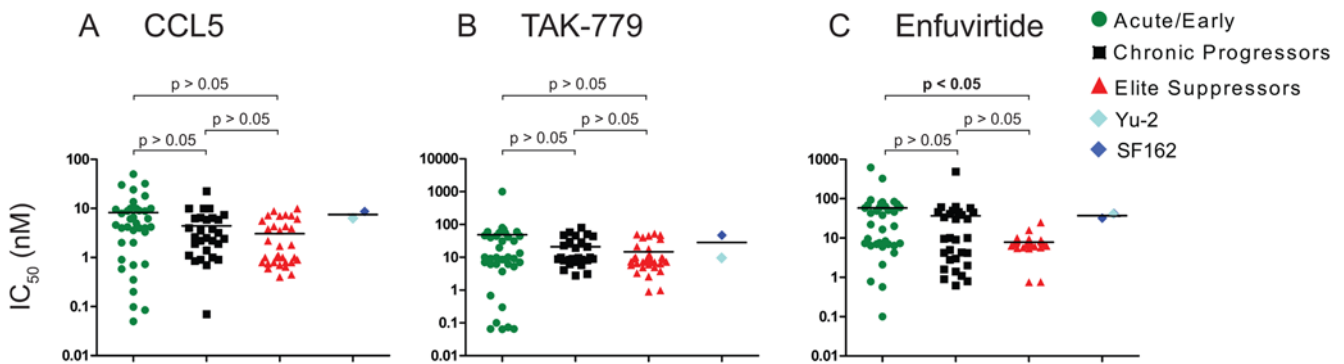 A CCL5
B TAK-779
C Enfuvirtide
Acute/Early
Chronic Progressors
Elite Suppressors
Yu-2
SF162
IC50 (nM)
p > 0.05
p > 0.05
p > 0.05
100
10
1
0.1
0.01
p > 0.05
p > 0.05
p > 0.05
10000
1000
100
10
1
0.1
0.01
p < 0.05
p > 0.05
p > 0.05
1000
100
10
1
0.1
0.01